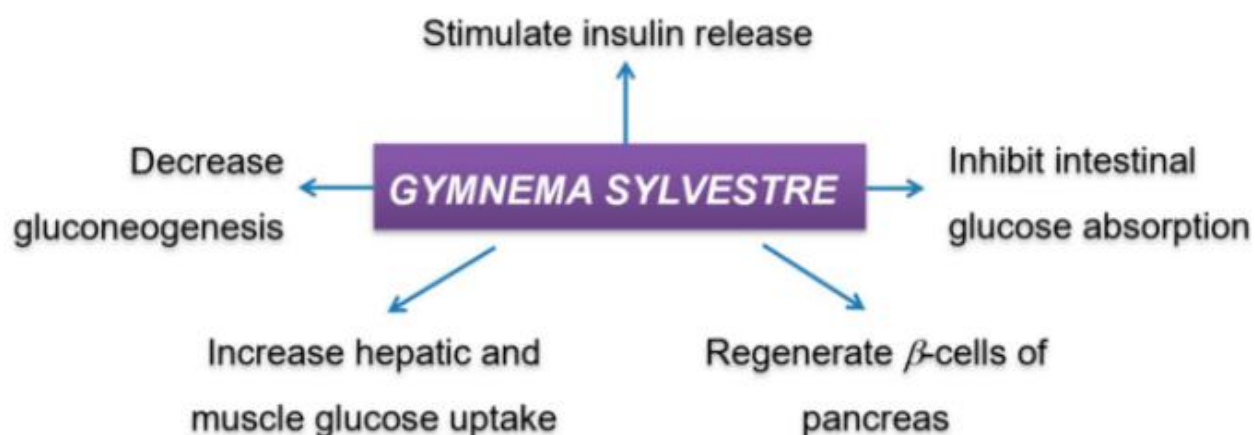 Stimulate insulin release
Decrease
gluconeogenesis
GYMNEMA SYLVESTRE
Inhibit intestinal
glucose absorption
Increase hepatic and
muscle glucose uptake
Regenerate β-cells of
pancreas